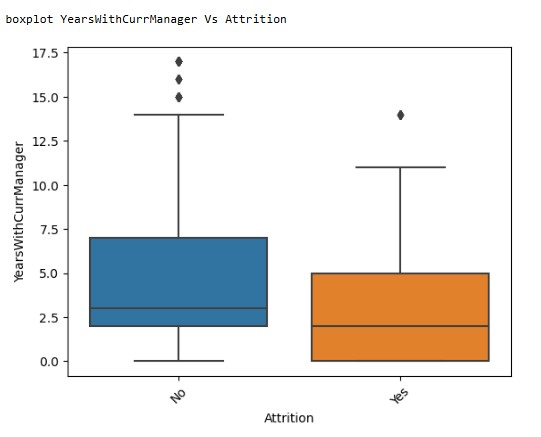 boxplot YearsWithCurrManager Vs Attrition
17.5
15.0
12.5
10.0
7.5
5.0
2.5
0.0
YearsWithCurrManager
No
Yes
Attrition